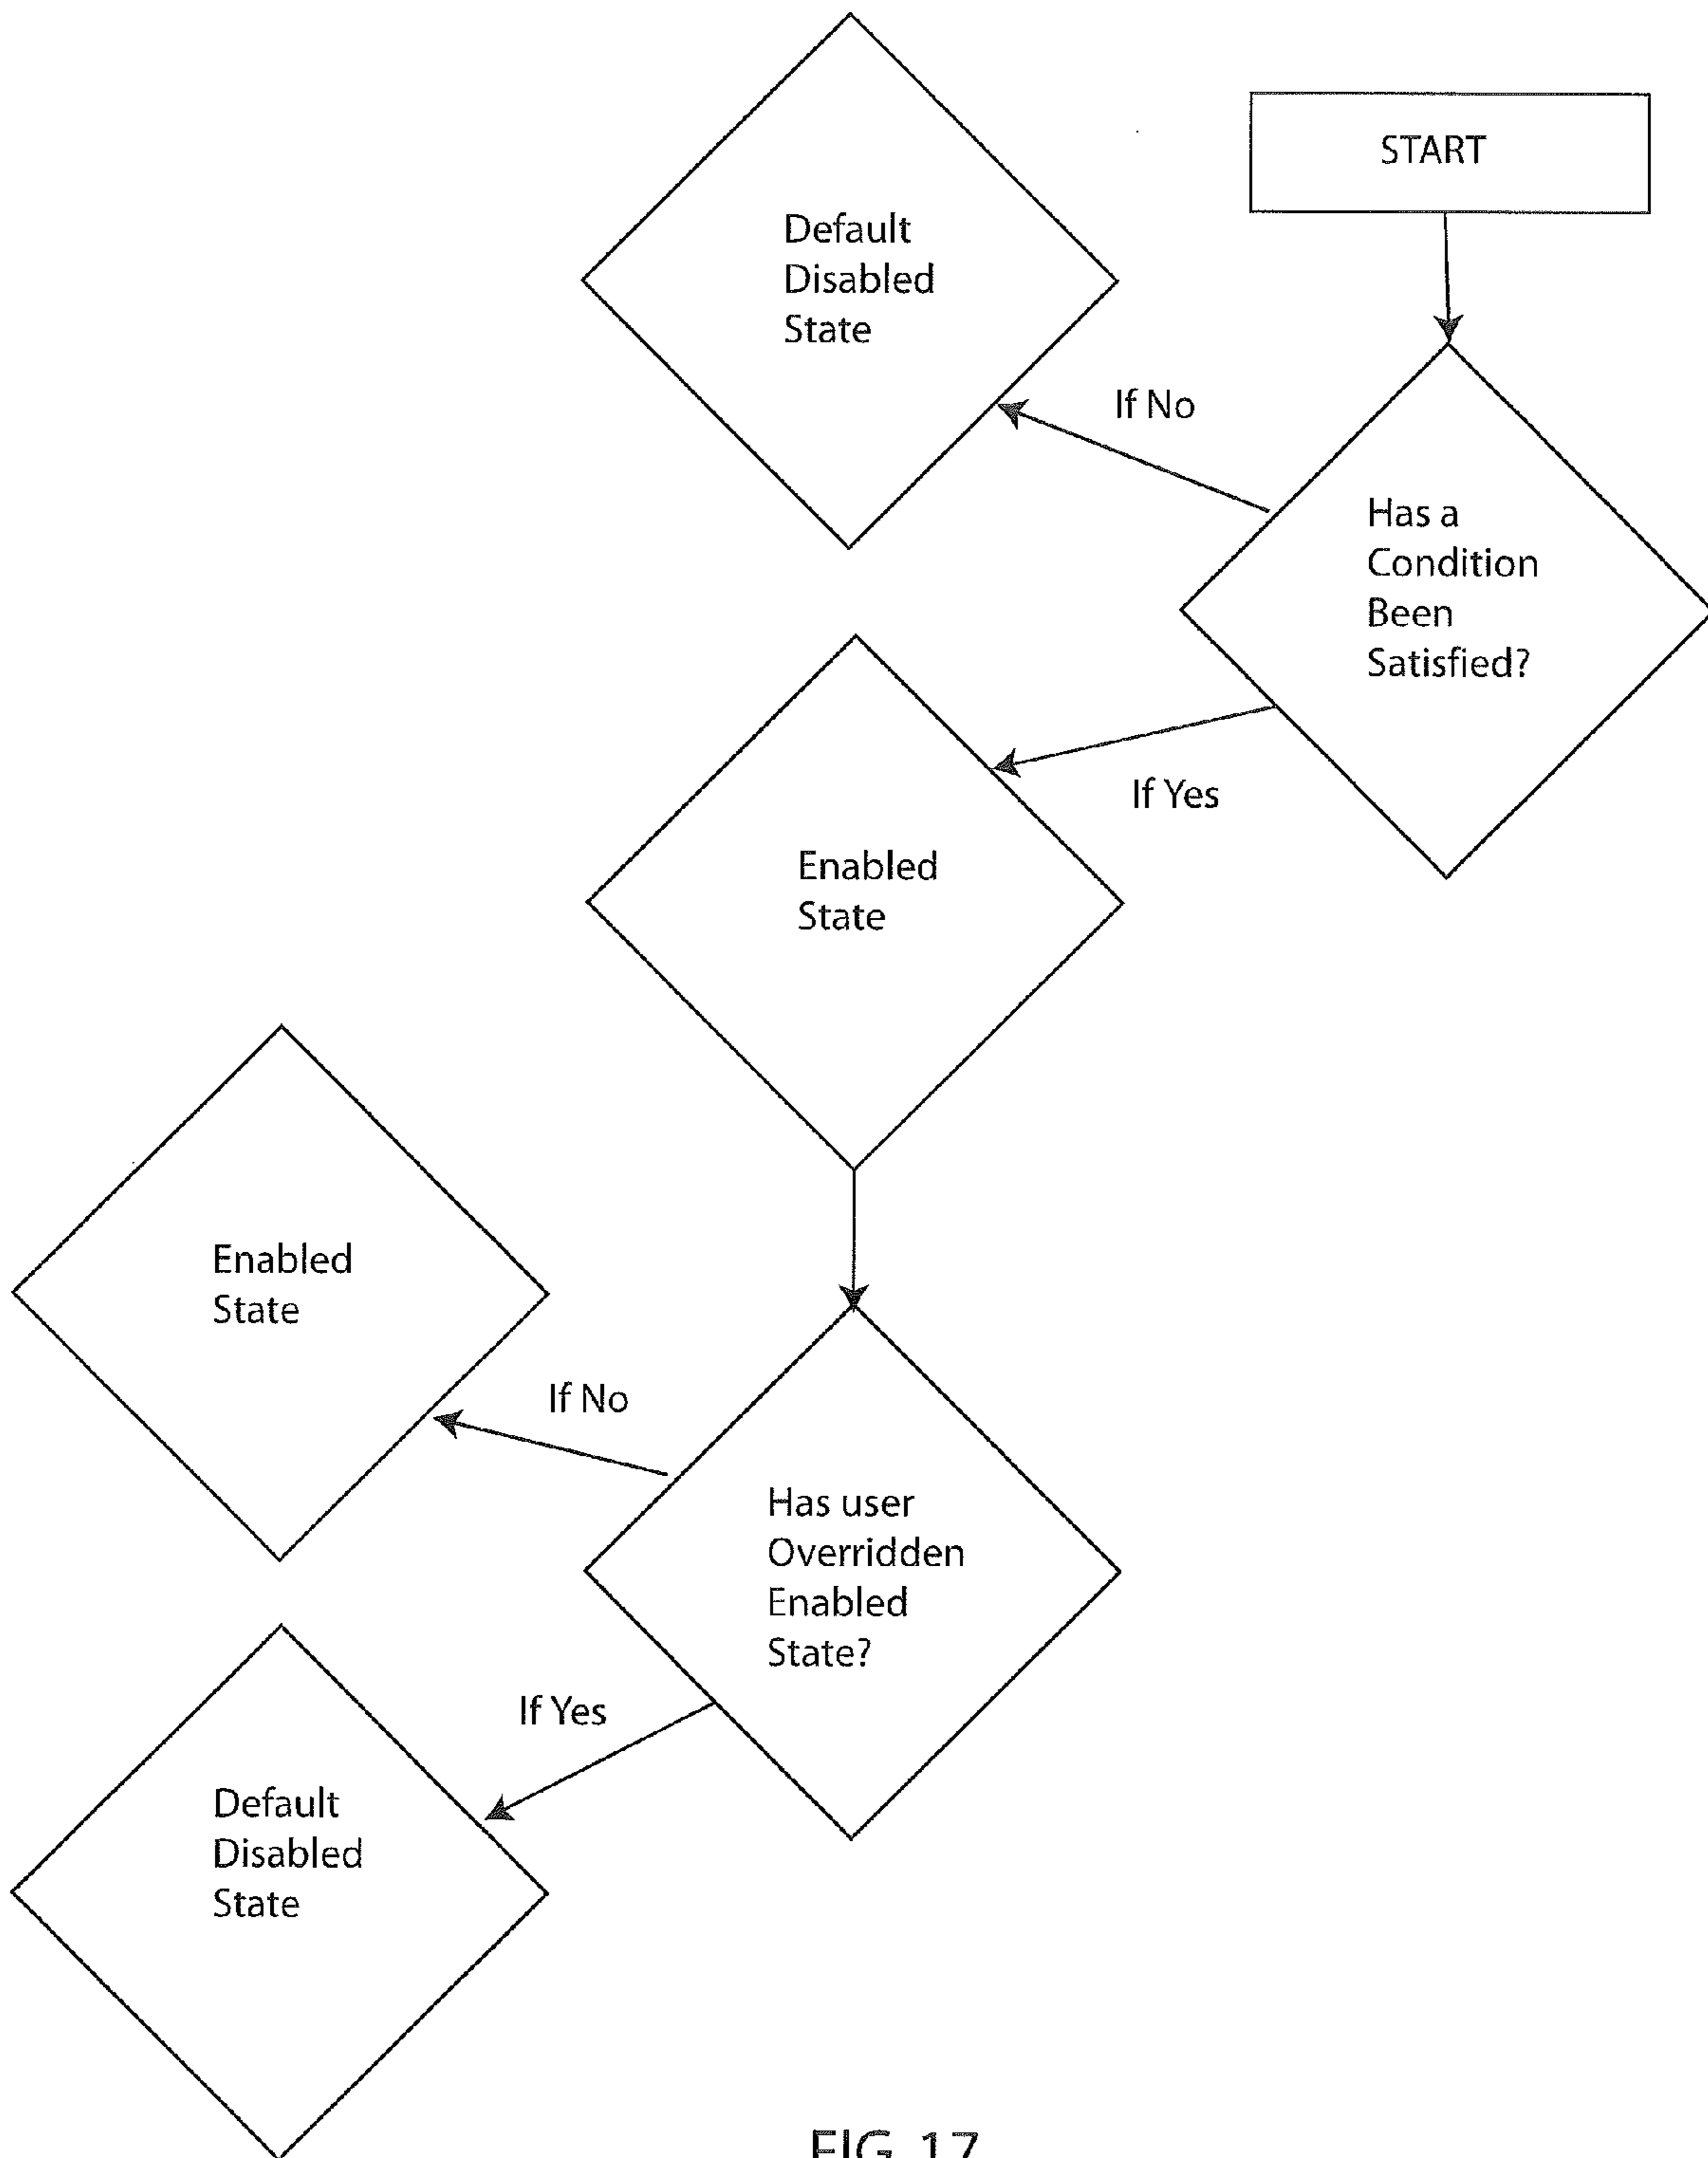 START
Default
Disabled
State
If No
Has a
Condition
Been
Satisfied?
If Yes
Enabled
State
Enabled
State
If No
Has user
Overridden
Enabled
State?
If Yes
Default
Disabled
State
FIG. 17